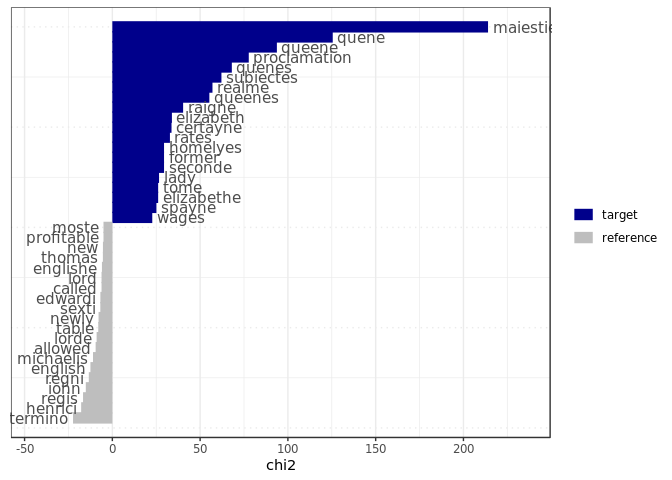 maiestie
quene
queene
proclamation
quenes
subiectes
realme
queenes
raigne
elizabeth
certayne
rates
homelyes
former
seconde
lady
tome
elizabethe
spayne
wages
moste
profitable
new
thomas
englishe
lord
called
edwardi
sexti
newly
table
lorde
allowed
michaelis
english
regni
iohn
regis
henrici
termino
target
reference
-50 0 50 100 150 200
chi2